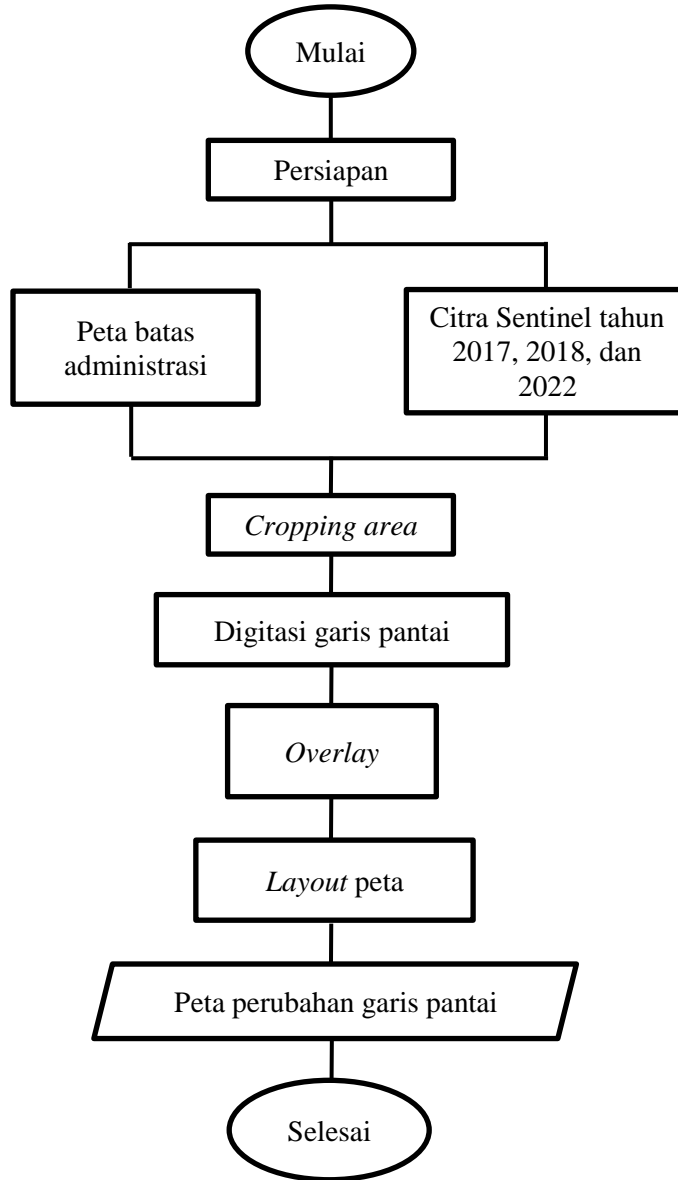 Mulai
Persiapan
Peta batas
administrasi
Citra Sentinel tahun
2017, 2018, dan
2022
Cropping area
Digitasi garis pantai
Overlay
Layout peta
Peta perubahan garis pantai
Selesai